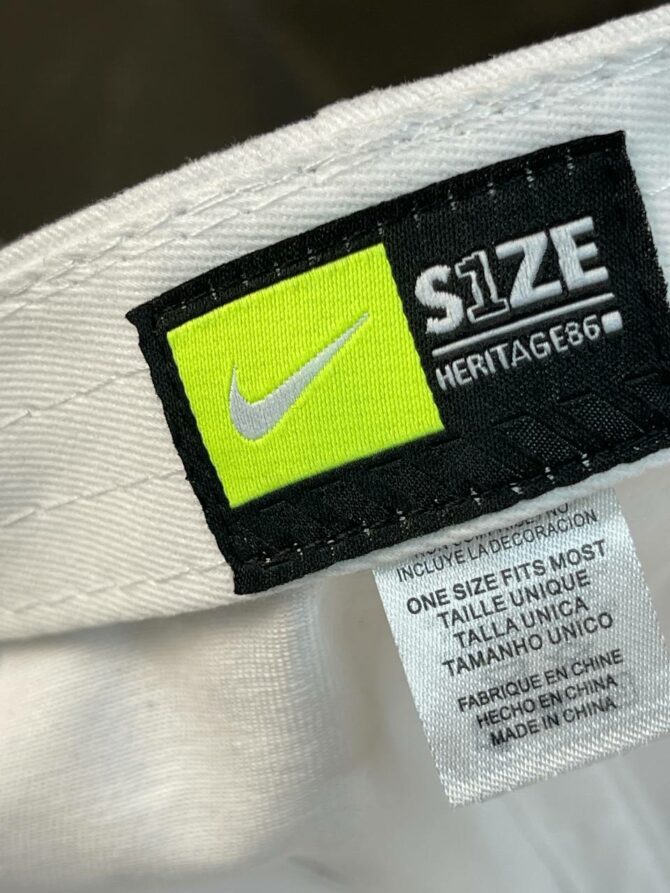 S1ZE
HERITAGE86
INCLUYE LA DECORACION
ONE SIZE FITS MOST
TAILLE UNIQUE
TALLA UNICA
TAMANHO UNICO
FABRIQUE EN CHINE
HECHO EN CHINA
MADE IN CHINA